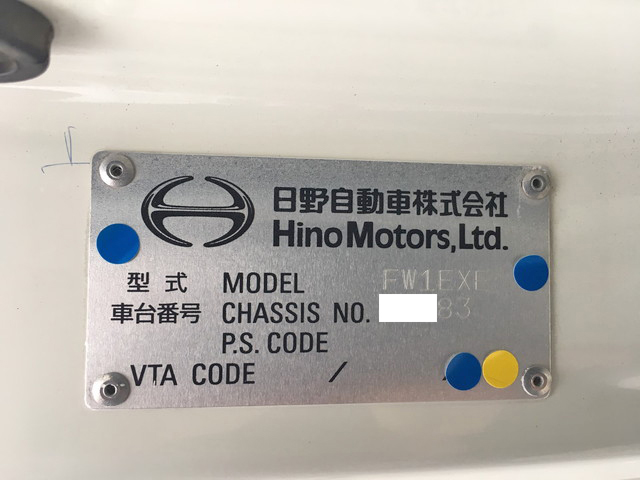 日野自動車株式会社
Hino Motors, Ltd.
型式 MODEL FW1EXE
車台番号 CHASSIS NO. 83
P.S. CODE
VTA CODE /